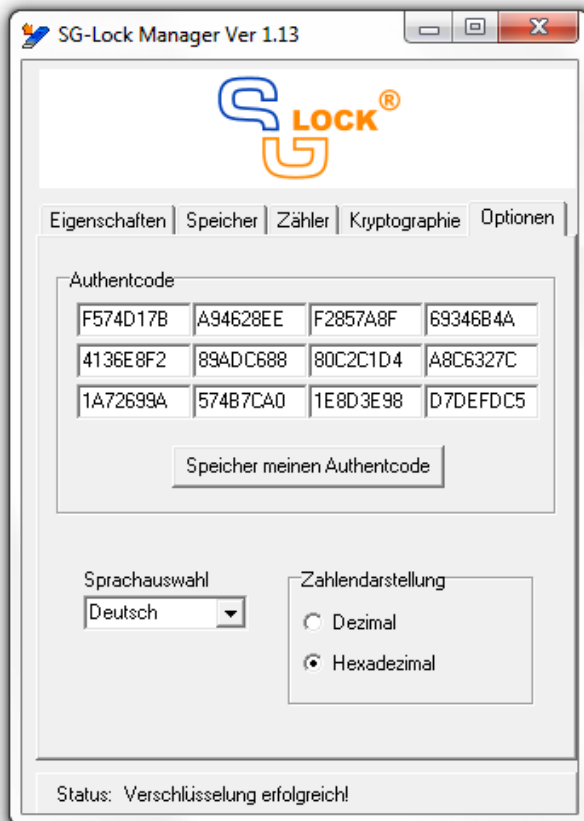 SG-Lock Manager Ver 1.13
SG LOCK®
Eigenschaften Speicher Zähler Kryptographie Optionen
Authentcode
F574D17B A94628EE F2857A8F 69346B4A
4136E8F2 89ADC688 80C2C1D4 A8C6327C
1A72699A 574B7CA0 1E8D3E98 D7DEFDC5
Speicher meinen Authentcode
Sprachauswahl
Deutsch
Zahlendarstellung
Dezimal
Hexadezimal
Status: Verschlüsselung erfolgreich!